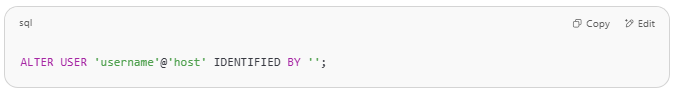 sql
Copy
Edit
ALTER USER 'username'@'host' IDENTIFIED BY '';